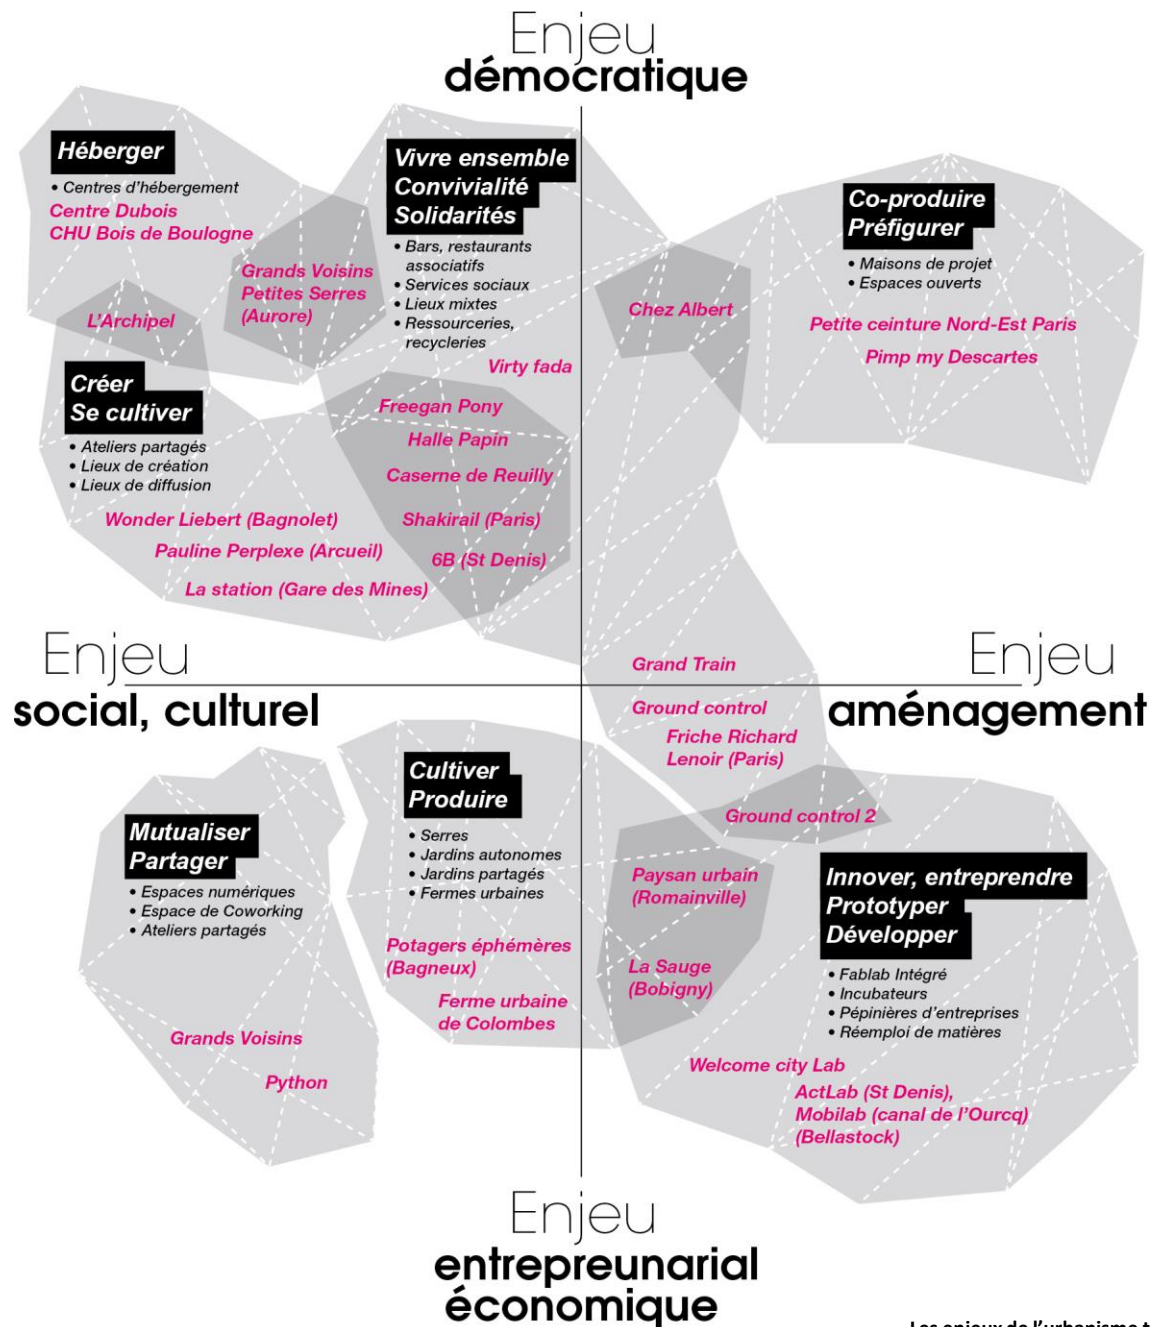 Enjeu
démocratique
Héberger
• Centres d'hébergement
Centre Dubois
CHU Bois de Boulogne
Vivre ensemble
Convivialité
Solidarités
• Bars, restaurants
associatifs
• Services sociaux
• Lieux mixtes
• Ressourceries,
recycleries
Co-produire
Préfigurer
• Maisons de projet
• Espaces ouverts
Petite ceinture Nord-Est Paris
Pimp my Descartes
Grands Voisins
Petites Serres
(Aurore)
L'Archipel
Chez Albert
Virty fada
Créer
Se cultiver
• Ateliers partagés
• Lieux de création
• Lieux de diffusion
Freegan Pony
Halle Papin
Caserne de Reuilly
Shakirail (Paris)
6B (St Denis)
Wonder Liebert (Bagnolet)
Pauline Perplexe (Arcueil)
La station (Gare des Mines)
Enjeu
social, culturel
Enjeu
aménagement
Grand Train
Ground control
Friche Richard
Lenoir (Paris)
Ground control 2
Mutualiser
Partager
• Espaces numériques
• Espace de Coworking
• Ateliers partagés
Grands Voisins
Python
Cultiver
Produire
• Serres
• Jardins autonomes
• Jardins partagés
• Fermes urbaines
Potagers éphémères
(Bagneux)
Ferme urbaine
de Colombes
Paysan urbain
(Romainville)
La Sauge
(Bobigny)
Innover, entreprendre
Prototyper
Développer
• Fablab Intégré
• Incubateurs
• Pépinières d'entreprises
• Réemploi de matières
Welcome city Lab
ActLab (St Denis),
Mobilab (canal de l'Ourcq)
(Bellastock)
Enjeu
entrepreunarial
économique
Les enjeux de l'urbanisme t